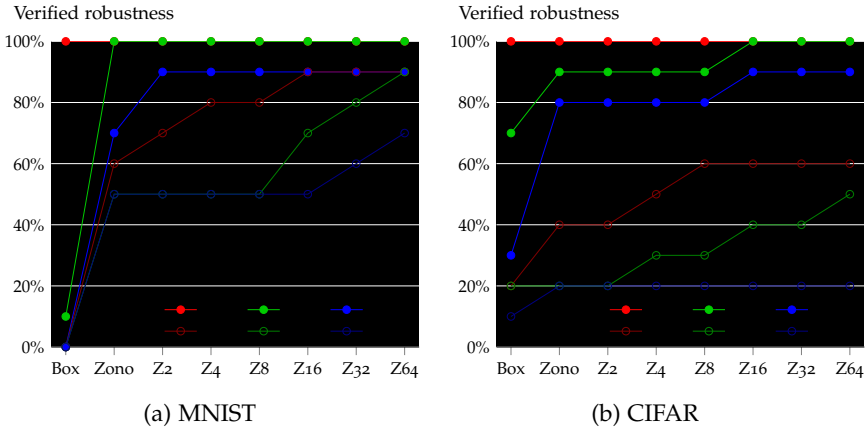 Verified robustness
100%
80%
60%
40%
20%
0%
Box Zono Z2 Z4 Z8 Z16 Z32 Z64
(a) MNIST
Verified robustness
100%
80%
60%
40%
20%
0%
Box Zono Z2 Z4 Z8 Z16 Z32 Z64
(b) CIFAR